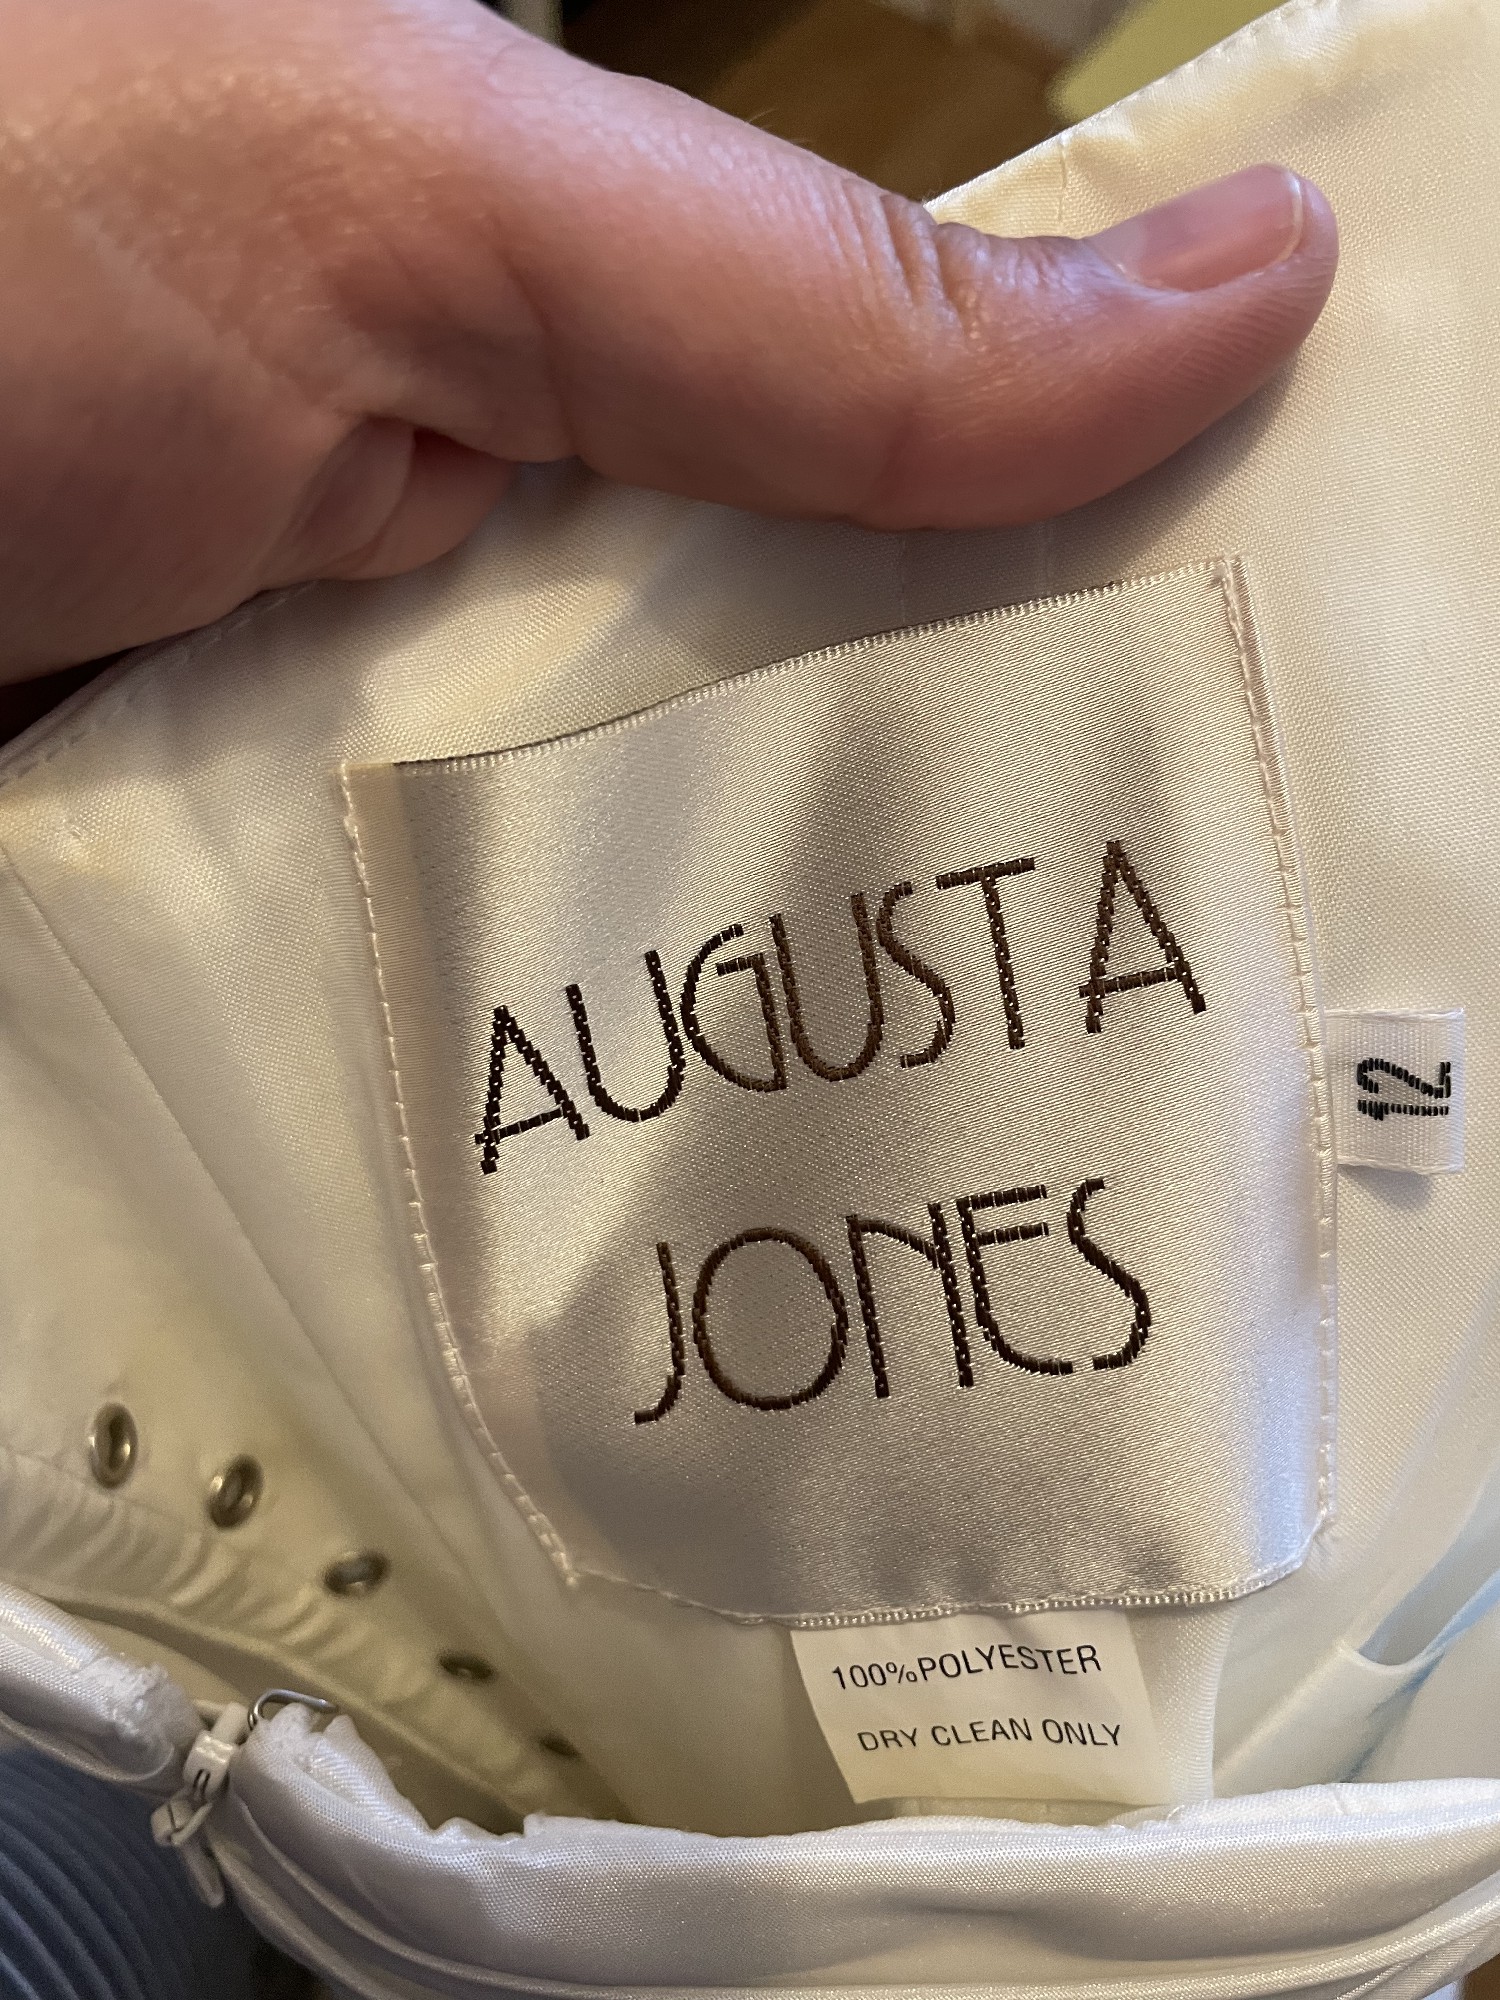 AUGUSTA
JONES
12
100%POLYESTER
DRY CLEAN ONLY